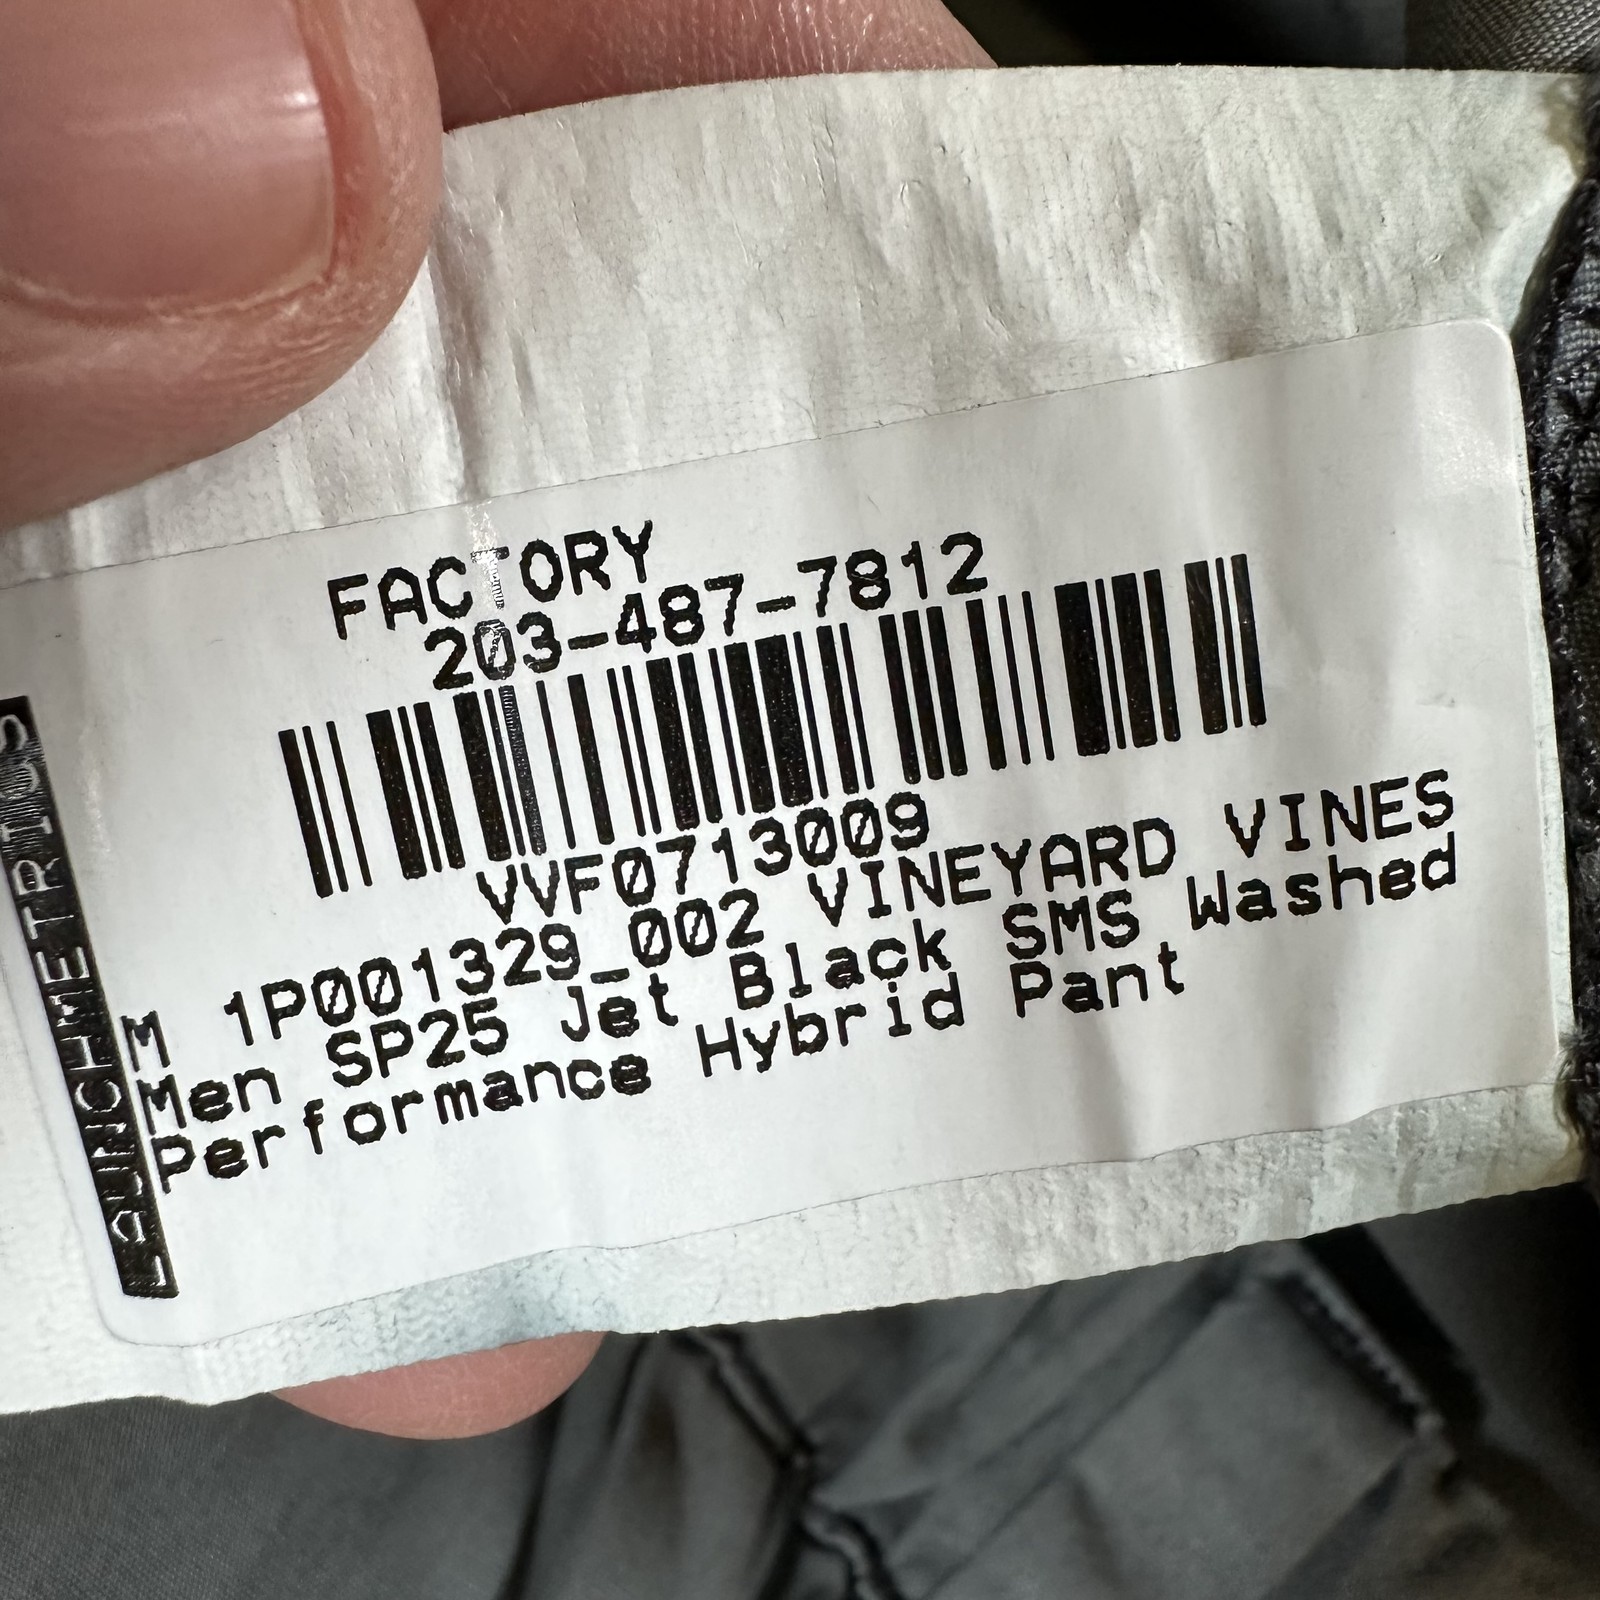 FACTORY
203-487-7812
VVF0713009
M 1P001329_002 VINEYARD VINES
Men SP25 Jet Black SMS Washed
Performance Hybrid Pant
LAUNCHMETRICS